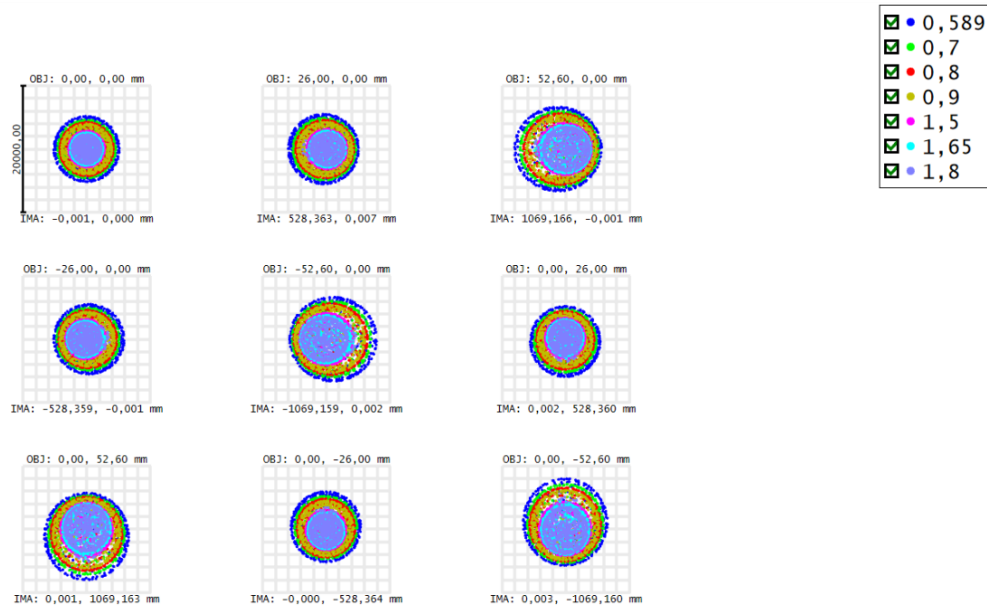 0,589
0,7
0,8
0,9
1,5
1,65
1,8
OBJ: 0,00, 0,00 mm
OBJ: 26,00, 0,00 mm
OBJ: 52,60, 0,00 mm
20000,00
IMA: -0,001, 0,000 mm
IMA: 528,363, 0,007 mm
IMA: 1069,166, -0,001 mm
OBJ: -26,00, 0,00 mm
OBJ: -52,60, 0,00 mm
OBJ: 0,00, 26,00 mm
IMA: -528,359, -0,001 mm
IMA: -1069,159, 0,002 mm
IMA: 0,002, 528,360 mm
OBJ: 0,00, 52,60 mm
OBJ: 0,00, -26,00 mm
OBJ: 0,00, -52,60 mm
IMA: 0,001, 1069,163 mm
IMA: -0,000, -528,364 mm
IMA: 0,003, -1069,160 mm